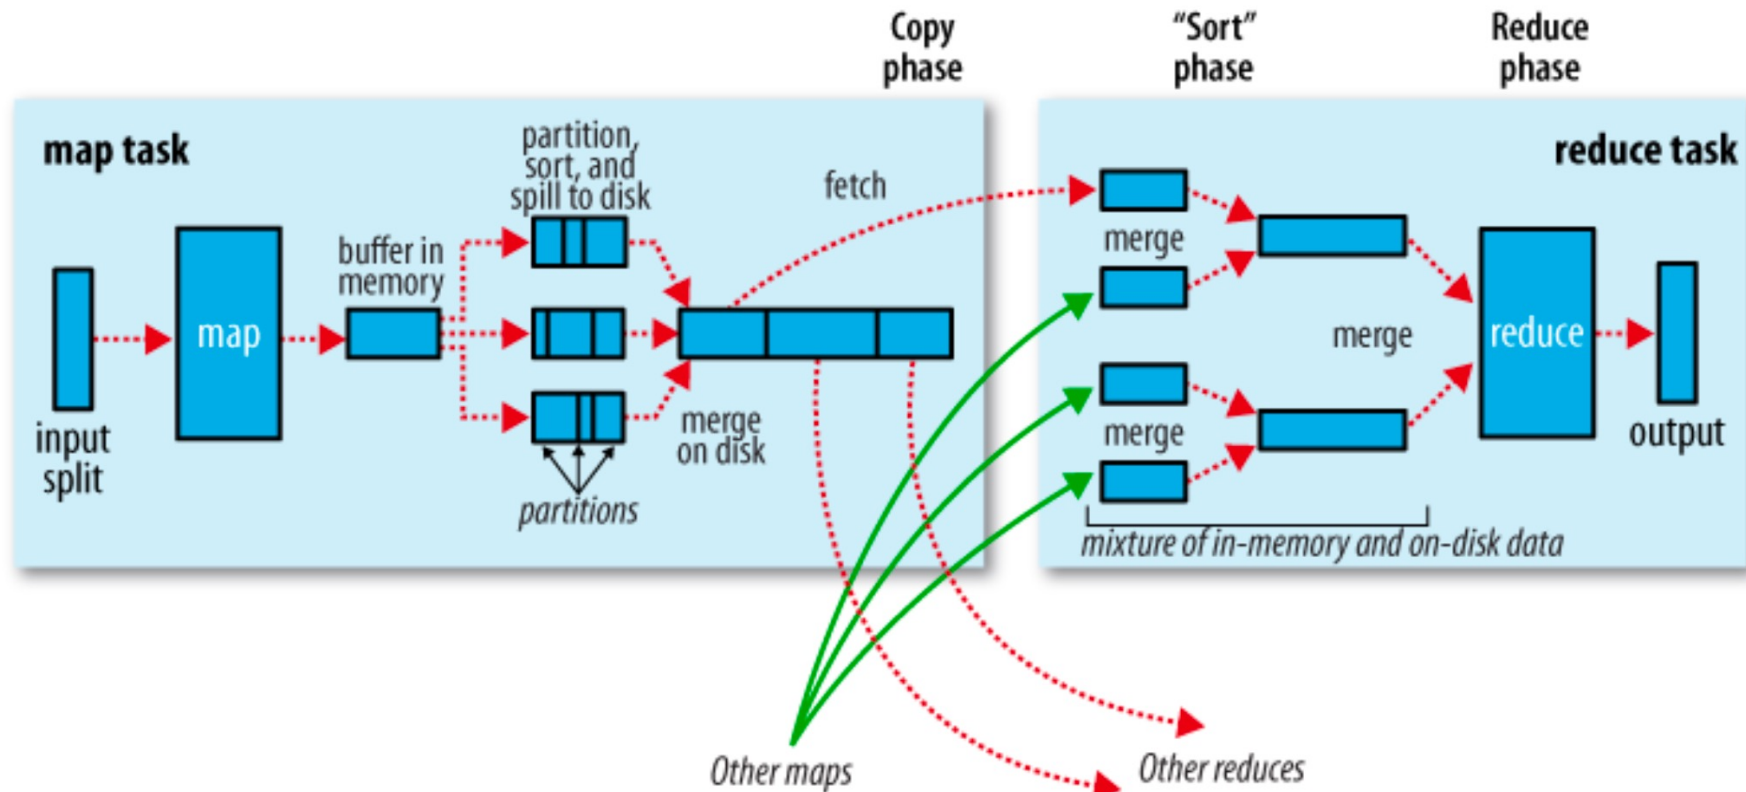 Copy
phase
“Sort”
phase
Reduce
phase
map task
partition,
sort, and
spill to disk
fetch
buffer in
memory
map
input
split
merge
on disk
partitions
reduce task
merge
merge
merge
reduce
output
mixture of in-memory and on-disk data
Other maps
Other reduces